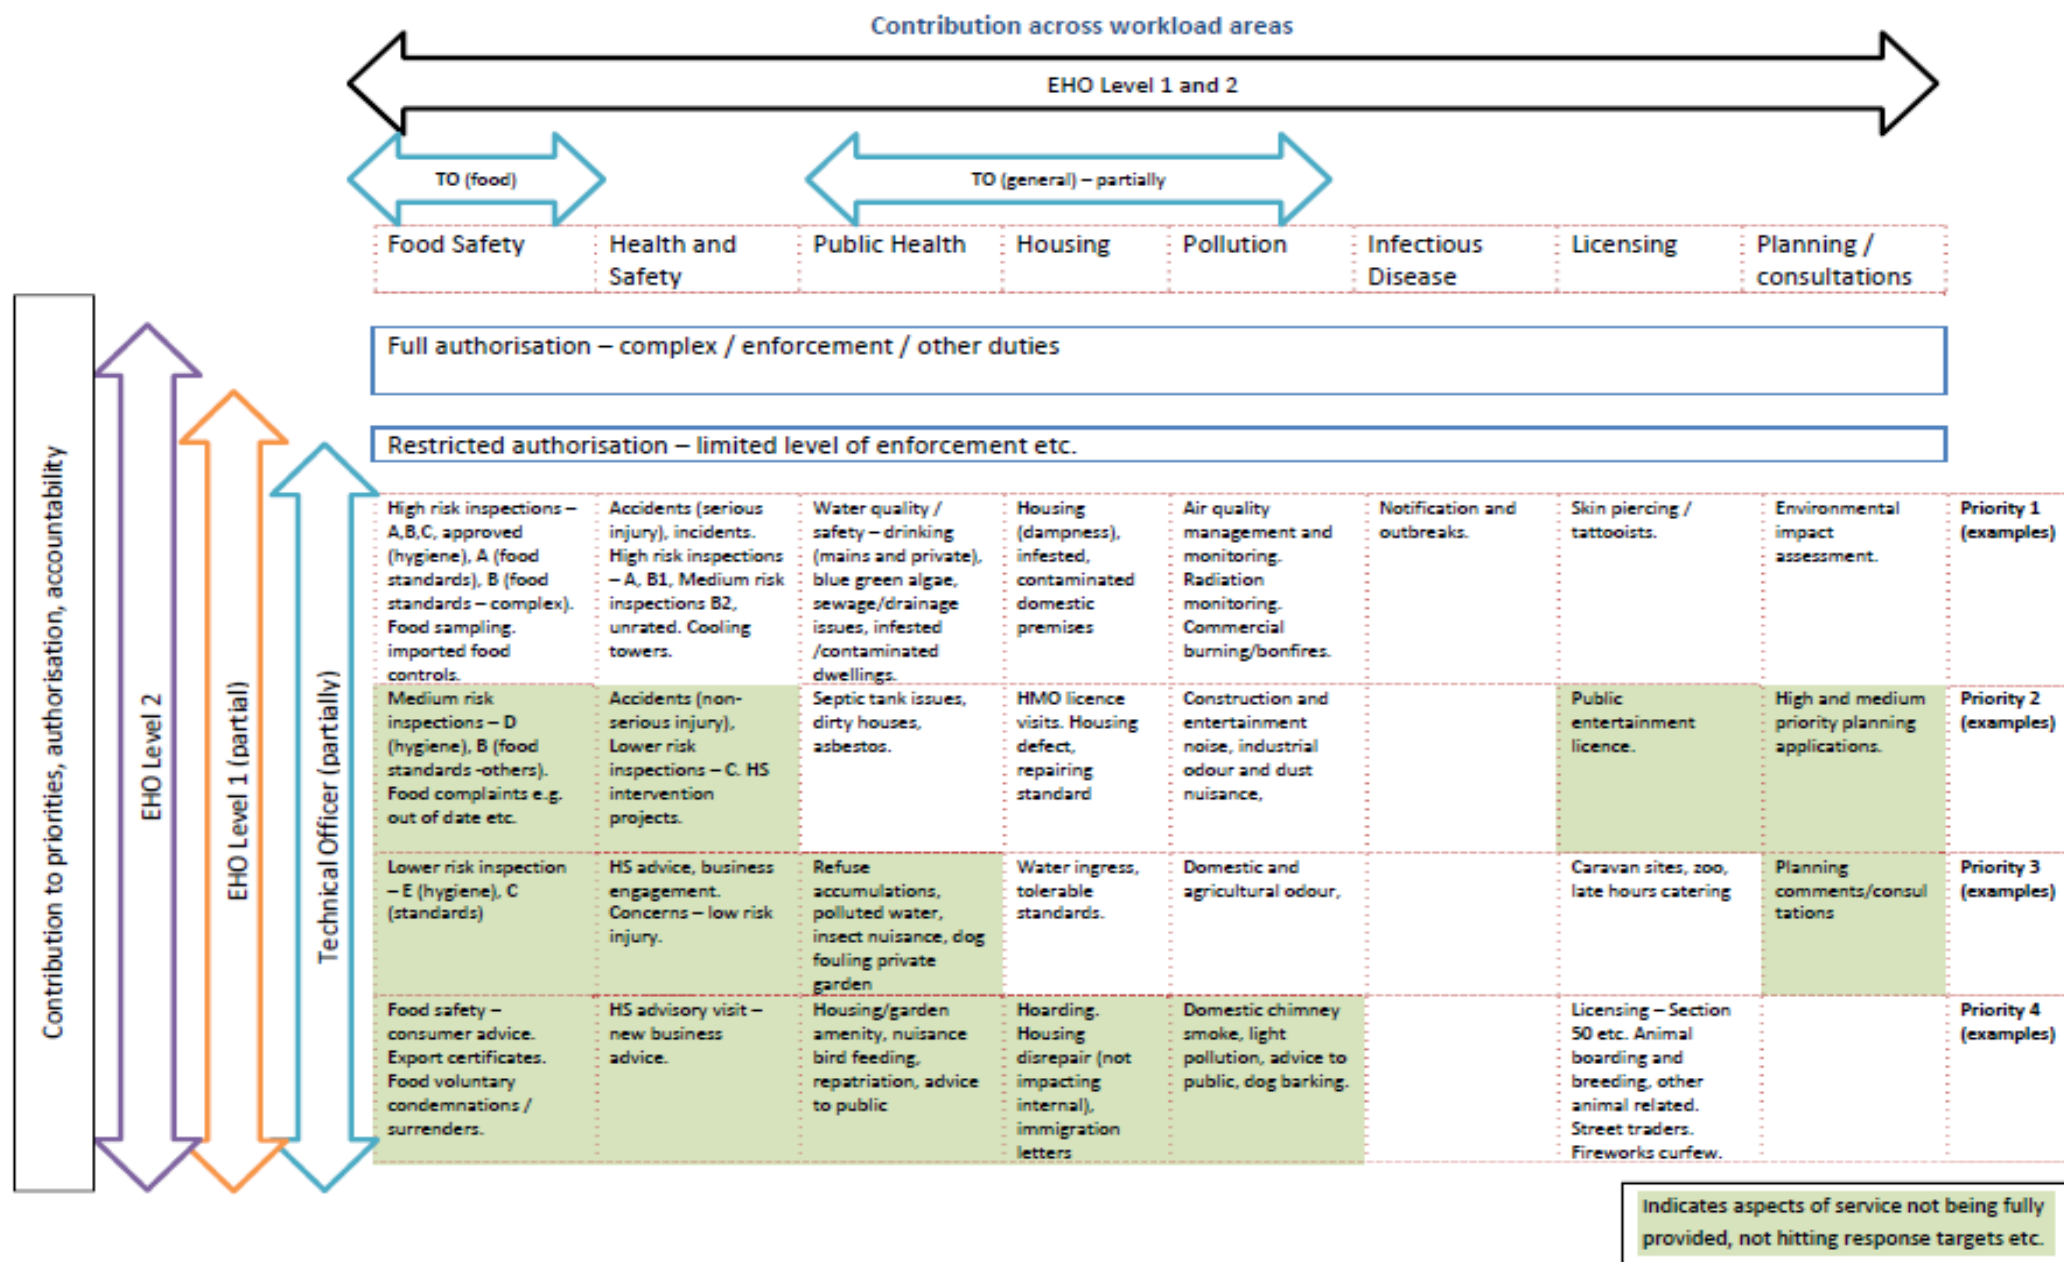 Contribution across workload areas
EHO Level 1 and 2
TO (food)
TO (general) – partially
Food Safety
Health and
Safety
Public Health
Housing
Pollution
Infectious
Disease
Licensing
Planning /
consultations
Contribution to priorities, authorisation, accountability
EHO Level 2
EHO Level 1 (partial)
Technical Officer (partially)
Full authorisation – complex / enforcement / other duties
Restricted authorisation – limited level of enforcement etc.
High risk inspections –
A,B,C, approved
(hygiene), A (food
standards), B (food
standards – complex).
Food sampling.
imported food
controls.
Accidents (serious
injury), incidents.
High risk inspections
– A, B1, Medium risk
inspections B2,
unrated. Cooling
towers.
Water quality /
safety – drinking
(mains and private),
blue green algae,
sewage/drainage
issues, infested
/contaminated
dwellings.
Housing
(dampness),
infested,
contaminated
domestic
premises
Air quality
management and
monitoring.
Radiation
monitoring.
Commercial
burning/bonfires.
Notification and
outbreaks.
Skin piercing /
tattooists.
Environmental
impact
assessment.
Priority 1
(examples)
Medium risk
inspections – D
(hygiene), B (food
standards -others).
Food complaints e.g.
out of date etc.
Accidents (non-
serious injury),
Lower risk
inspections – C. HS
intervention
projects.
Septic tank issues,
dirty houses,
asbestos.
HMO licence
visits. Housing
defect,
repairing
standard
Construction and
entertainment
noise, industrial
odour and dust
nuisance,
Public
entertainment
licence.
High and medium
priority planning
applications.
Priority 2
(examples)
Lower risk inspection
– E (hygiene), C
(standards)
HS advice, business
engagement.
Concerns – low risk
injury.
Refuse
accumulations,
polluted water,
insect nuisance, dog
fouling private
garden
Water ingress,
tolerable
standards.
Domestic and
agricultural odour,
Caravan sites, zoo,
late hours catering
Planning
comments/consul
tations
Priority 3
(examples)
Food safety –
consumer advice.
Export certificates.
Food voluntary
condemnations /
surrenders.
HS advisory visit –
new business
advice.
Housing/garden
amenity, nuisance
bird feeding,
repatriation, advice
to public
Hoarding.
Housing
disrepair (not
impacting
internal),
immigration
letters
Domestic chimney
smoke, light
pollution, advice to
public, dog barking.
Licensing – Section
50 etc. Animal
boarding and
breeding, other
animal related.
Street traders.
Fireworks curfew.
Priority 4
(examples)
Indicates aspects of service not being fully
provided, not hitting response targets etc.